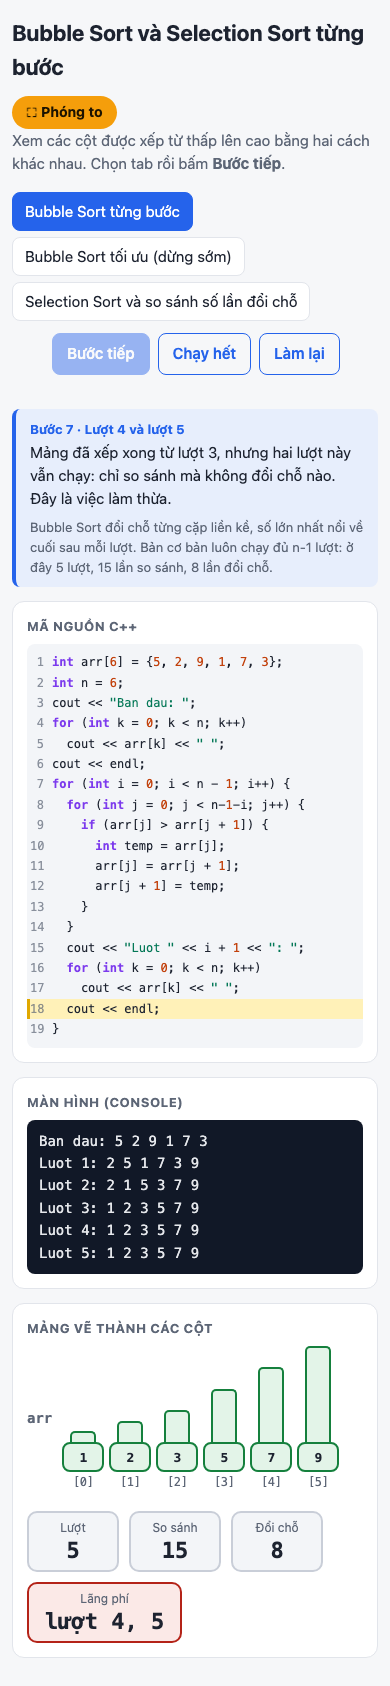 Bubble Sort và Selection Sort từng
bước
⛶ Phóng to
Xem các cột được xếp từ thấp lên cao bằng hai cách
khác nhau. Chọn tab rồi bấm Bước tiếp.
Bubble Sort từng bước
Bubble Sort tối ưu (dừng sớm)
Selection Sort và so sánh số lần đổi chỗ
Bước tiếp Chạy hết Làm lại
Bước 7 · Lượt 4 và lượt 5
Mảng đã xếp xong từ lượt 3, nhưng hai lượt này
vẫn chạy: chỉ so sánh mà không đổi chỗ nào.
Đây là việc làm thừa.
Bubble Sort đổi chỗ từng cặp liền kề, số lớn nhất nổi về
cuối sau mỗi lượt. Bản cơ bản luôn chạy đủ n-1 lượt: ở
đây 5 lượt, 15 lần so sánh, 8 lần đổi chỗ.
MÃ NGUỒN C++
1 int arr[6] = {5, 2, 9, 1, 7, 3};
2 int n = 6;
3 cout << "Ban dau: ";
4 for (int k = 0; k < n; k++)
5 cout << arr[k] << " ";
6 cout << endl;
7 for (int i = 0; i < n - 1; i++) {
8 for (int j = 0; j < n-1-i; j++) {
9 if (arr[j] > arr[j + 1]) {
10 int temp = arr[j];
11 arr[j] = arr[j + 1];
12 arr[j + 1] = temp;
13 }
14 }
15 cout << "Luot " << i + 1 << ": ";
16 for (int k = 0; k < n; k++)
17 cout << arr[k] << " ";
18 cout << endl;
19 }
MÀN HÌNH (CONSOLE)
Ban dau: 5 2 9 1 7 3
Luot 1: 2 5 1 7 3 9
Luot 2: 2 1 5 3 7 9
Luot 3: 1 2 3 5 7 9
Luot 4: 1 2 3 5 7 9
Luot 5: 1 2 3 5 7 9
MẢNG VẼ THÀNH CÁC CỘT
arr
1 2 3 5 7 9
[0] [1] [2] [3] [4] [5]
Lượt So sánh Đổi chỗ
5 15 8
Lãng phí
lượt 4, 5